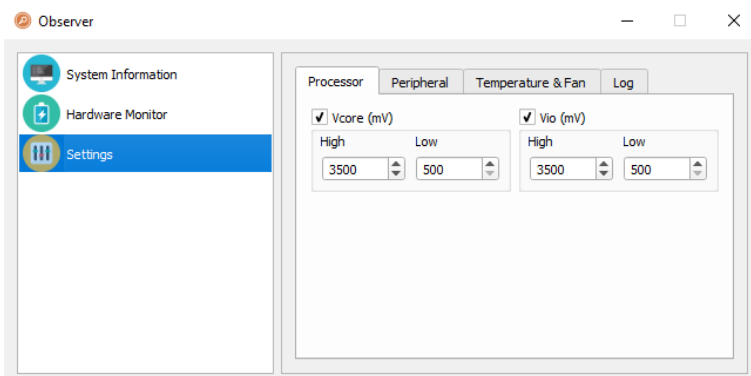 Observer
System Information
Hardware Monitor
Settings
Processor Peripheral Temperature & Fan Log
Vcore (mV) Vio (mV)
High Low High Low
3500 500 3500 500